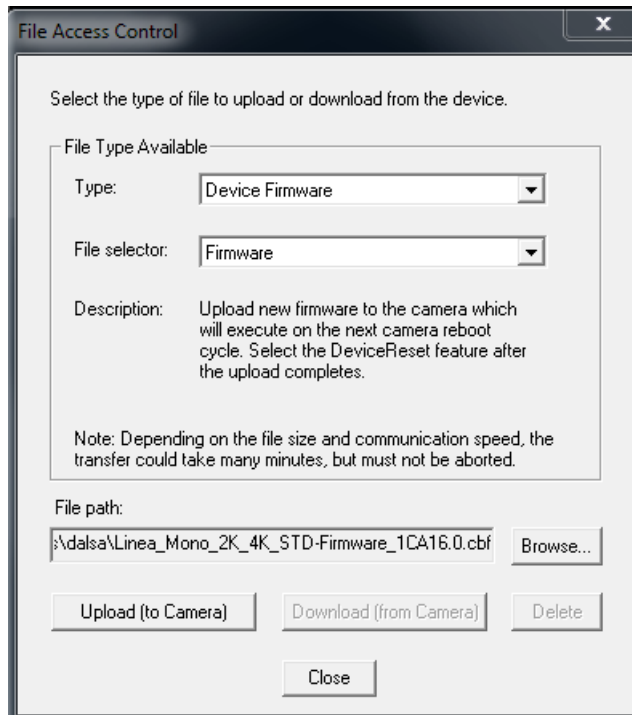 File Access Control
x
Select the type of file to upload or download from the device.
File Type Available
Type:
Device Firmware
File selector:
Firmware
Description:
Upload new firmware to the camera which
will execute on the next camera reboot
cycle. Select the DeviceReset feature after
the upload completes.
Note: Depending on the file size and communication speed, the
transfer could take many minutes, but must not be aborted.
File path:
s\dalsa\Linea_Mono_2K_4K_STD-Firmware_1CA16.0.cbf
Browse...
Upload (to Camera)
Download (from Camera)
Delete
Close